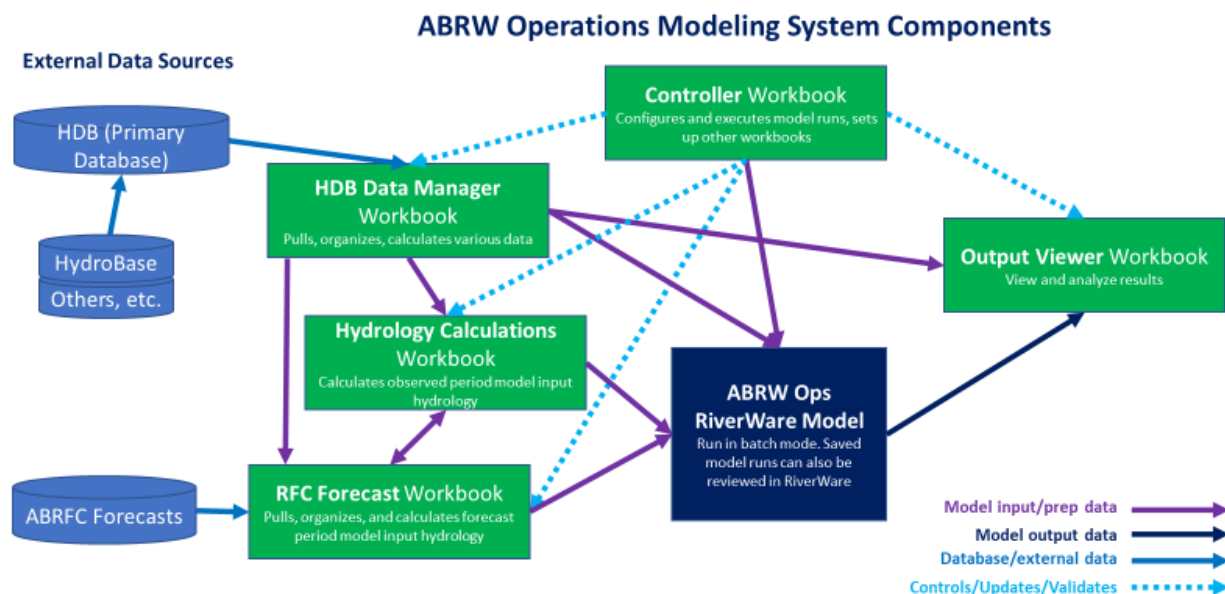 ABRW Operations Modeling System Components
External Data Sources
HDB (Primary
Database)
HydroBase
Others, etc.
ABRFC Forecasts
Controller Workbook
Configures and executes model runs, sets
up other workbooks
HDB Data Manager
Workbook
Pulls, organizes, calculates various data
Output Viewer Workbook
View and analyze results
Hydrology Calculations
Workbook
Calculates observed period model input
hydrology
ABRW Ops
RiverWare Model
Run in batch mode. Saved
model runs can also be
reviewed in RiverWare
RFC Forecast Workbook
Pulls, organizes, and calculates forecast
period model input hydrology
Model input/prep data
Model output data
Database/external data
Controls/Updates/Validates